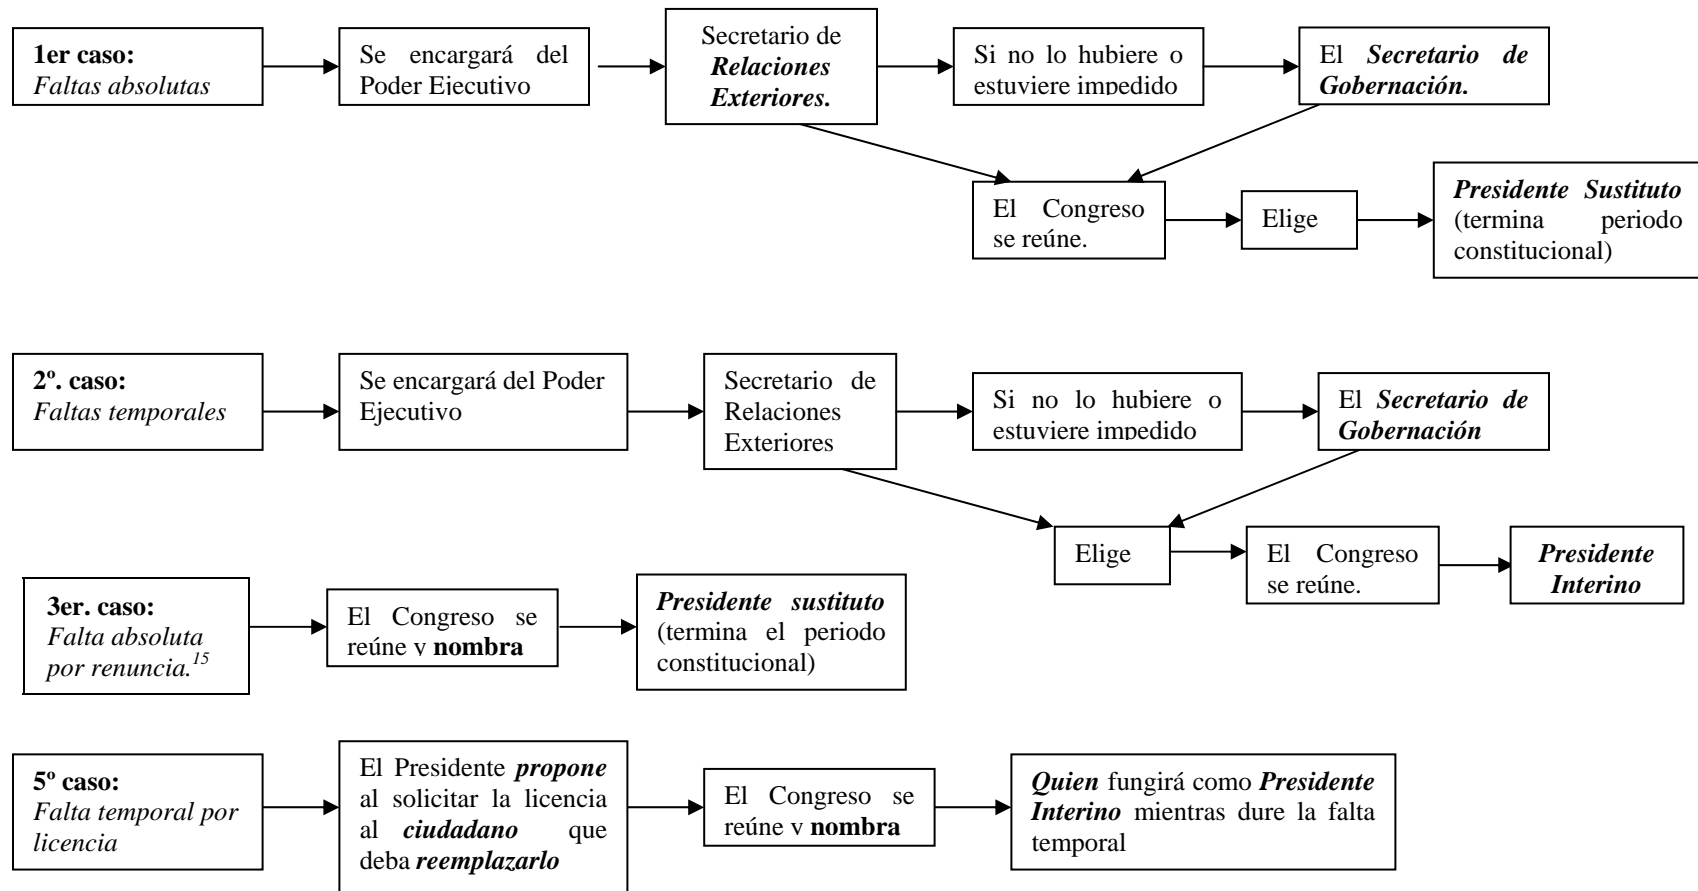 1er caso:
Faltas absolutas
Se encargará del
Poder Ejecutivo
Secretario de
Relaciones
Exteriores.
Si no lo hubiere o
estuviere impedido
El Secretario de
Gobernación.
El Congreso
se reúne.
Elige
Presidente Sustituto
(termina periodo
constitucional)
2º. caso:
Faltas temporales
Se encargará del Poder
Ejecutivo
Secretario de
Relaciones
Exteriores
Si no lo hubiere o
estuviere impedido
El Secretario de
Gobernación
Elige
El Congreso
se reúne.
Presidente
Interino
3er. caso:
Falta absoluta
por renuncia.15
El Congreso se
reúne y nombra
Presidente sustituto
(termina el periodo
constitucional)
5º caso:
Falta temporal por
licencia
El Presidente propone
al solicitar la licencia
al ciudadano que
deba reemplazarlo
El Congreso se
reúne y nombra
Quien fungirá como Presidente
Interino mientras dure la falta
temporal